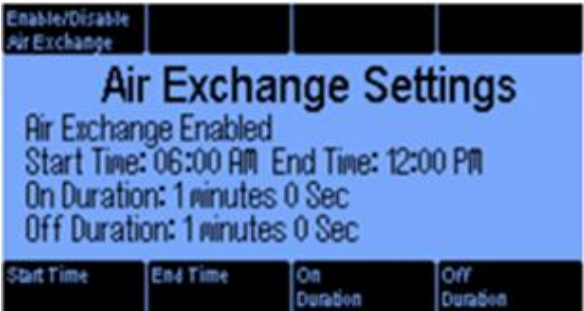 Enable/Disable
Air Exchange
Air Exchange Settings
Air Exchange Enabled
Start Time: 06:00 AM End Time: 12:00 PM
On Duration: 1 minutes 0 Sec
Off Duration: 1 minutes 0 Sec
Start Time
End Time
On
Duration
Off
Duration